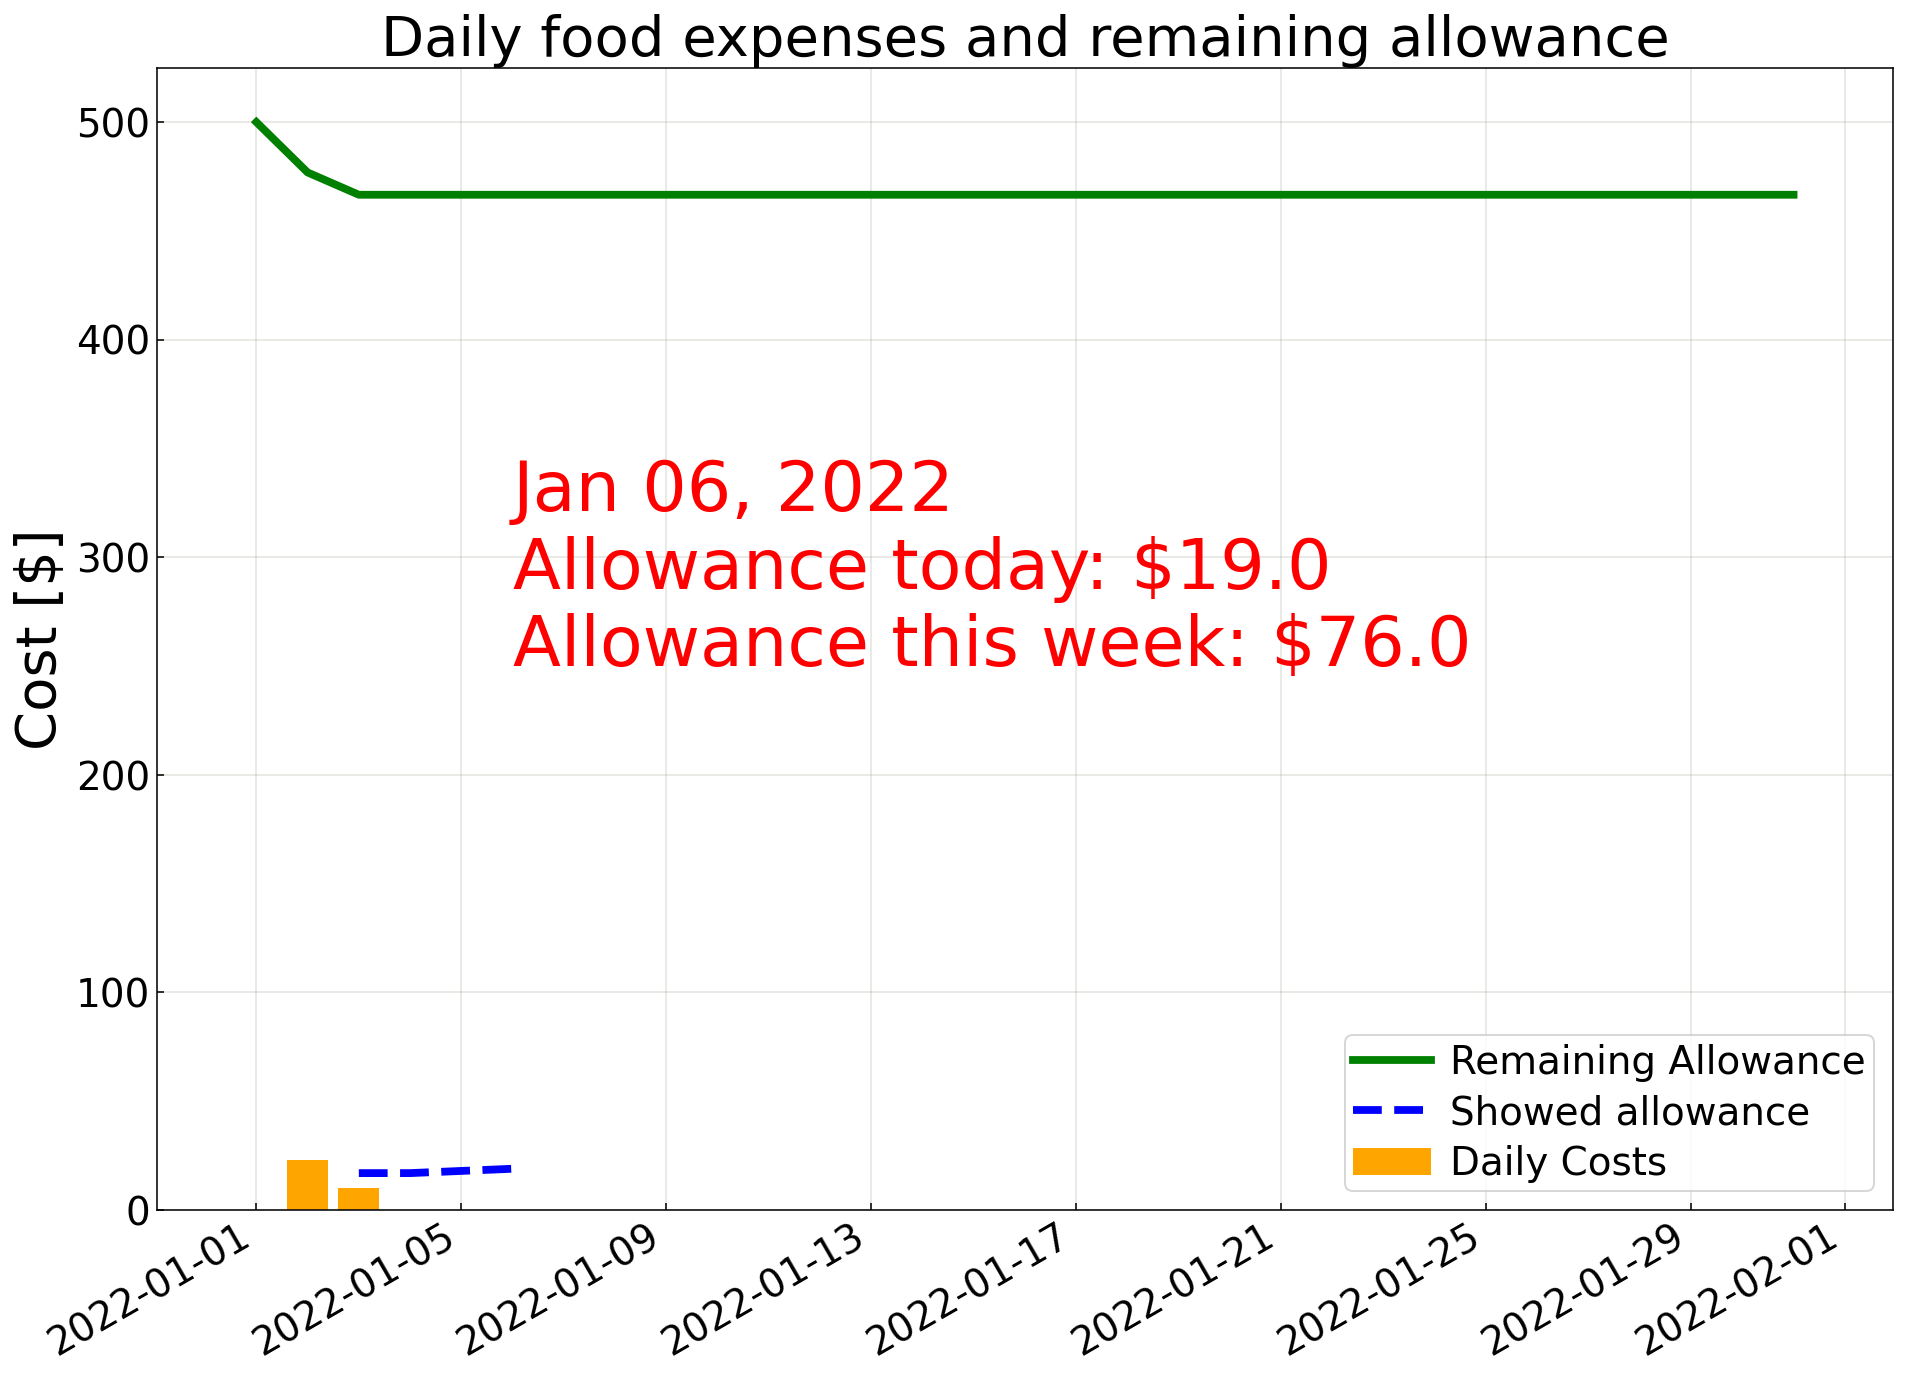 Daily food expenses and remaining allowance
Cost [$]
500
400
300
200
100
0
Jan 06, 2022
Allowance today: $19.0
Allowance this week: $76.0
Remaining Allowance
Showed allowance
Daily Costs
2022-01-01
2022-01-05
2022-01-09
2022-01-13
2022-01-17
2022-01-21
2022-01-25
2022-01-29
2022-02-01